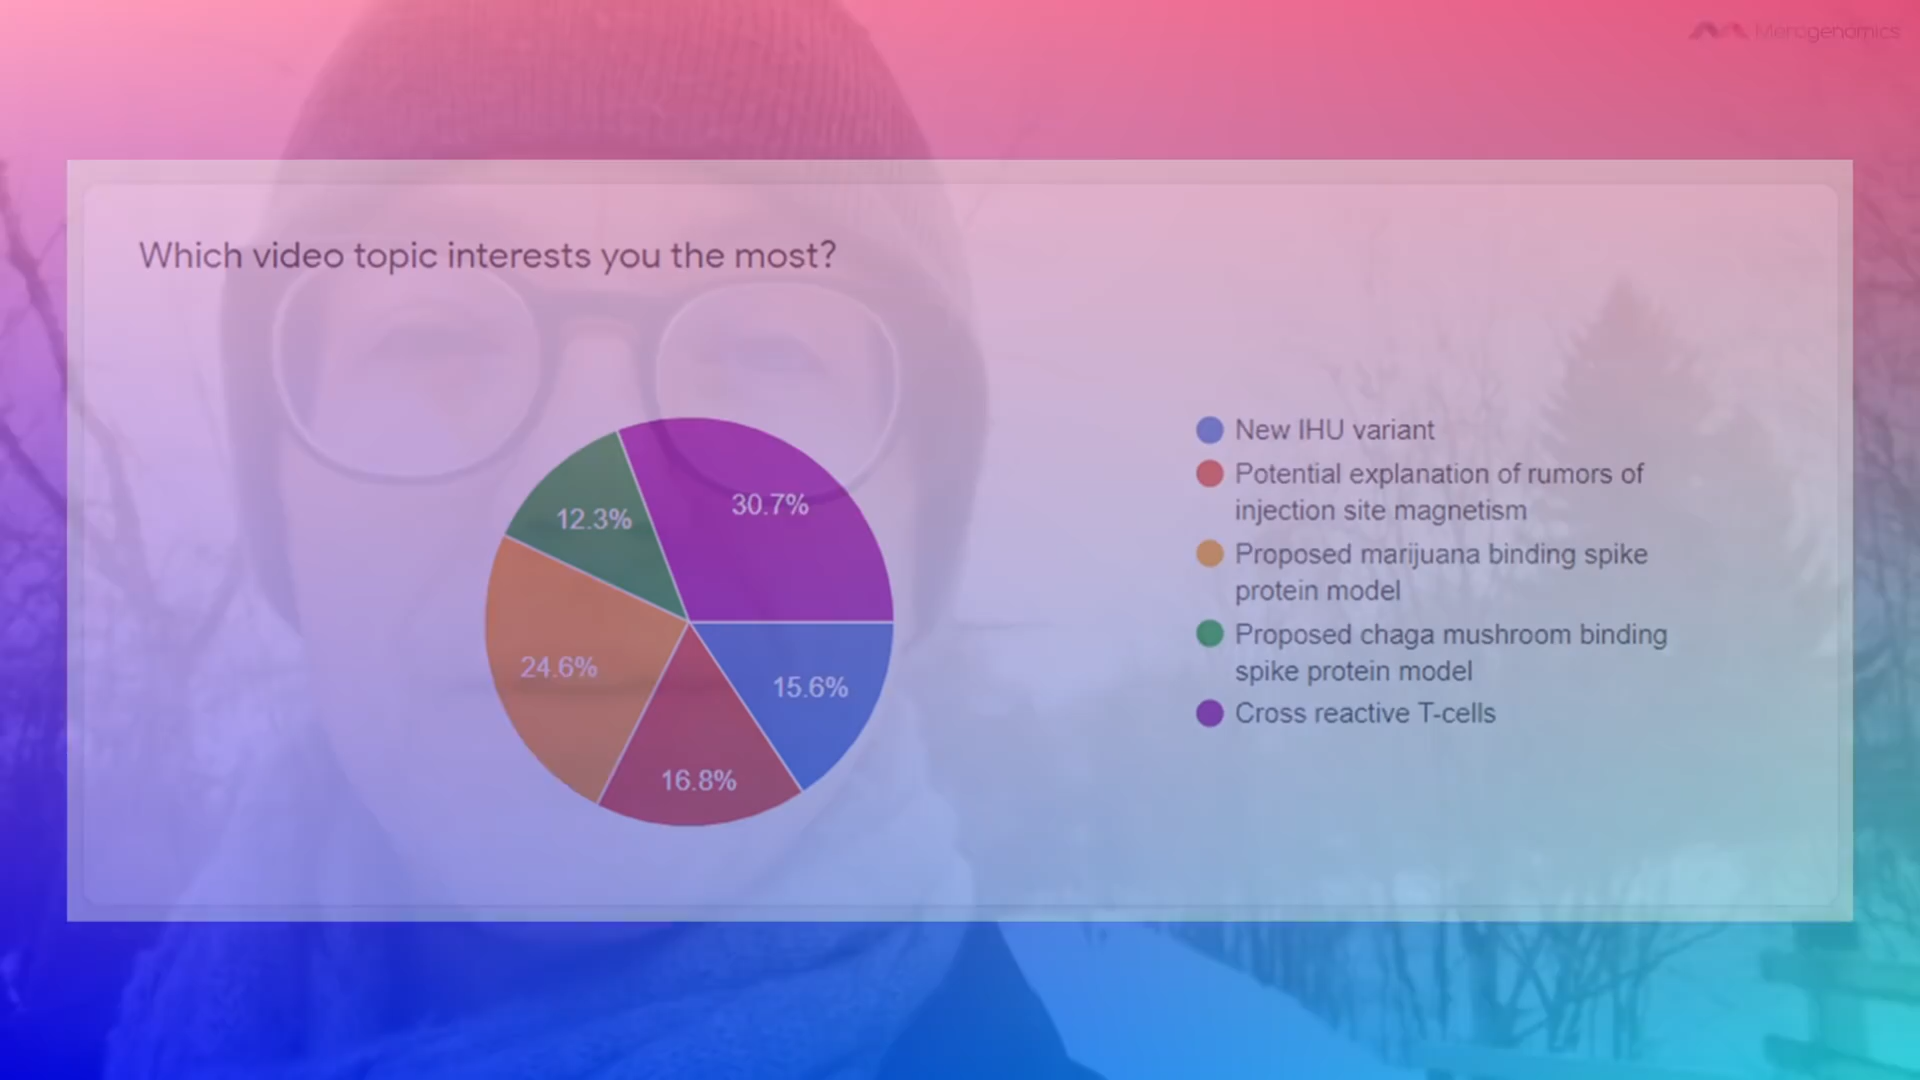 Merogenomics
Which video topic interests you the most?
30.7%
12.3%
24.6%
15.6%
16.8%
New IHU variant
Potential explanation of rumors of
injection site magnetism
Proposed marijuana binding spike
protein model
Proposed chaga mushroom binding
spike protein model
Cross reactive T-cells